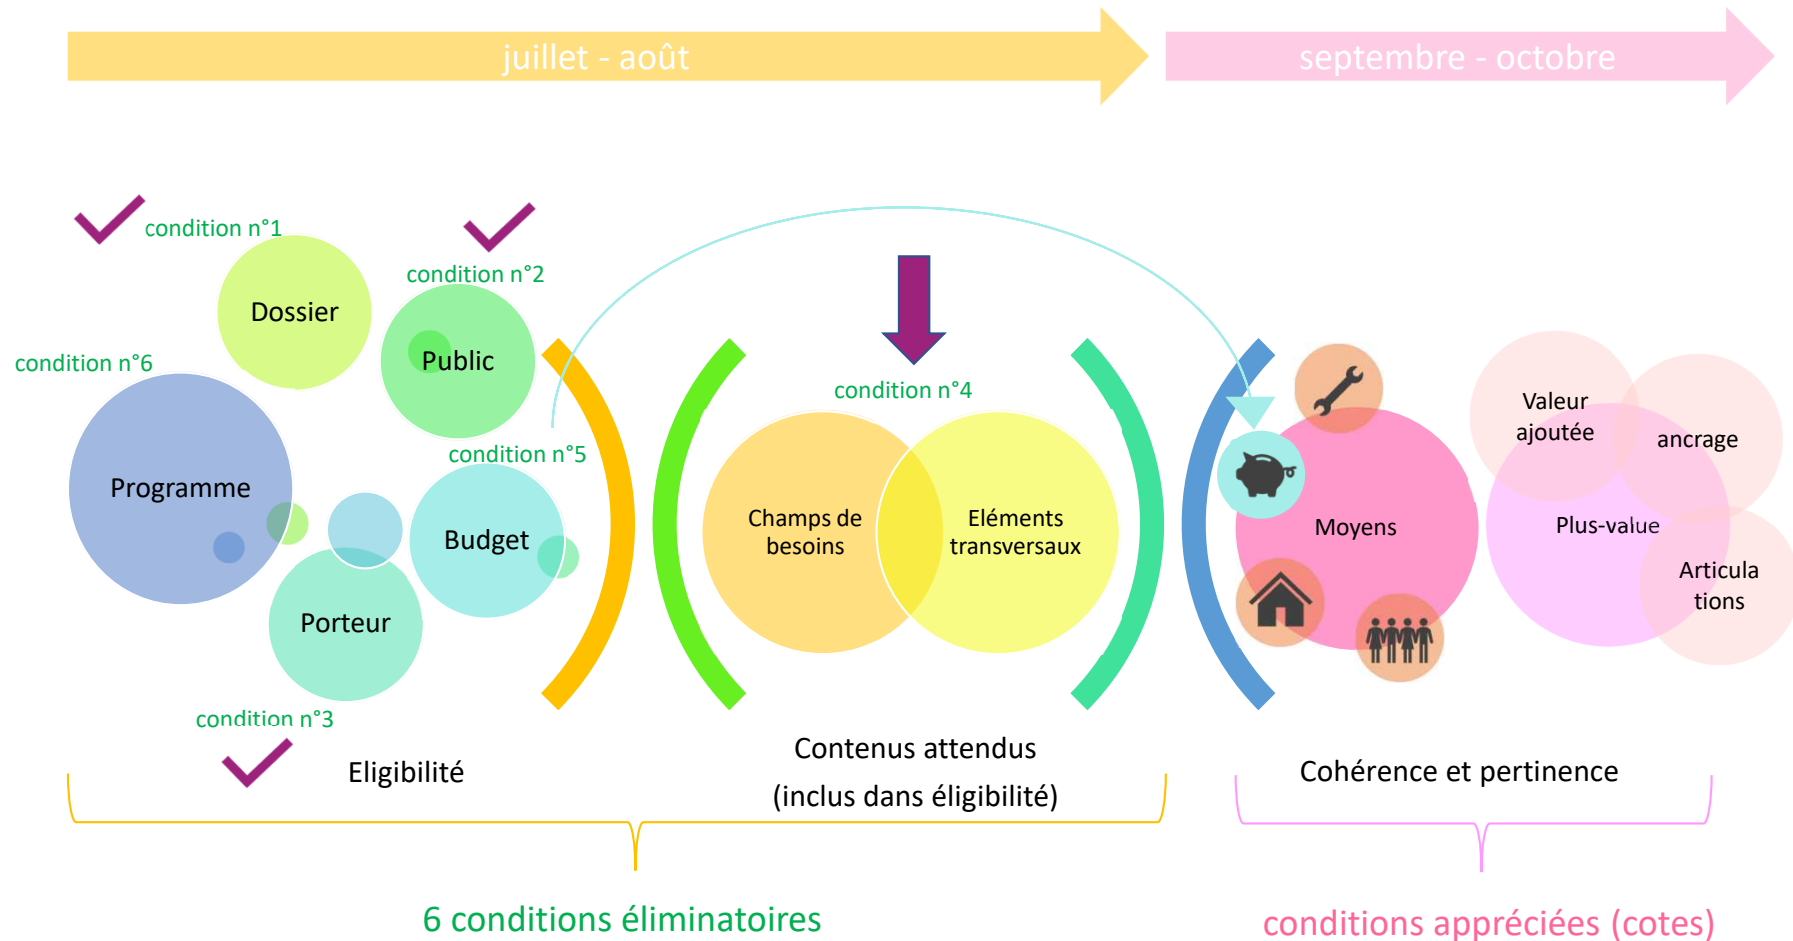 juillet - août
septembre - octobre
condition n°1
Dossier
condition n°2
Public
condition n°6
Programme
condition n°5
Budget
Porteur
condition n°3
Eligibilité
condition n°4
Champs de
besoins
Eléments
transversaux
Contenus attendus
(inclus dans éligibilité)
Moyens
Valeur
ajoutée
ancrage
Plus-value
Articula
tions
Cohérence et pertinence
6 conditions éliminatoires
conditions appréciées (cotes)